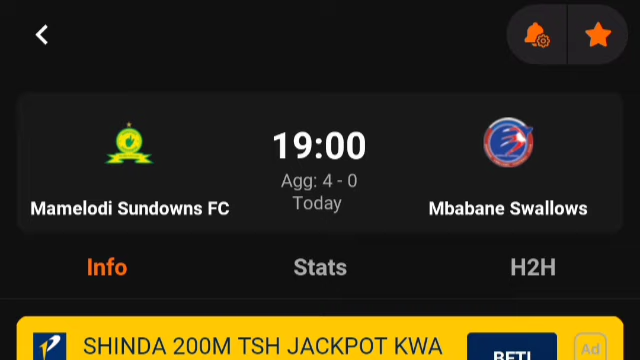 19:00
Agg: 4 - 0
Today
Mamelodi Sundowns FC
Mbabane Swallows
Info
Stats
H2H
SHINDA 200M TSH JACKPOT KWA
BETI
Ad